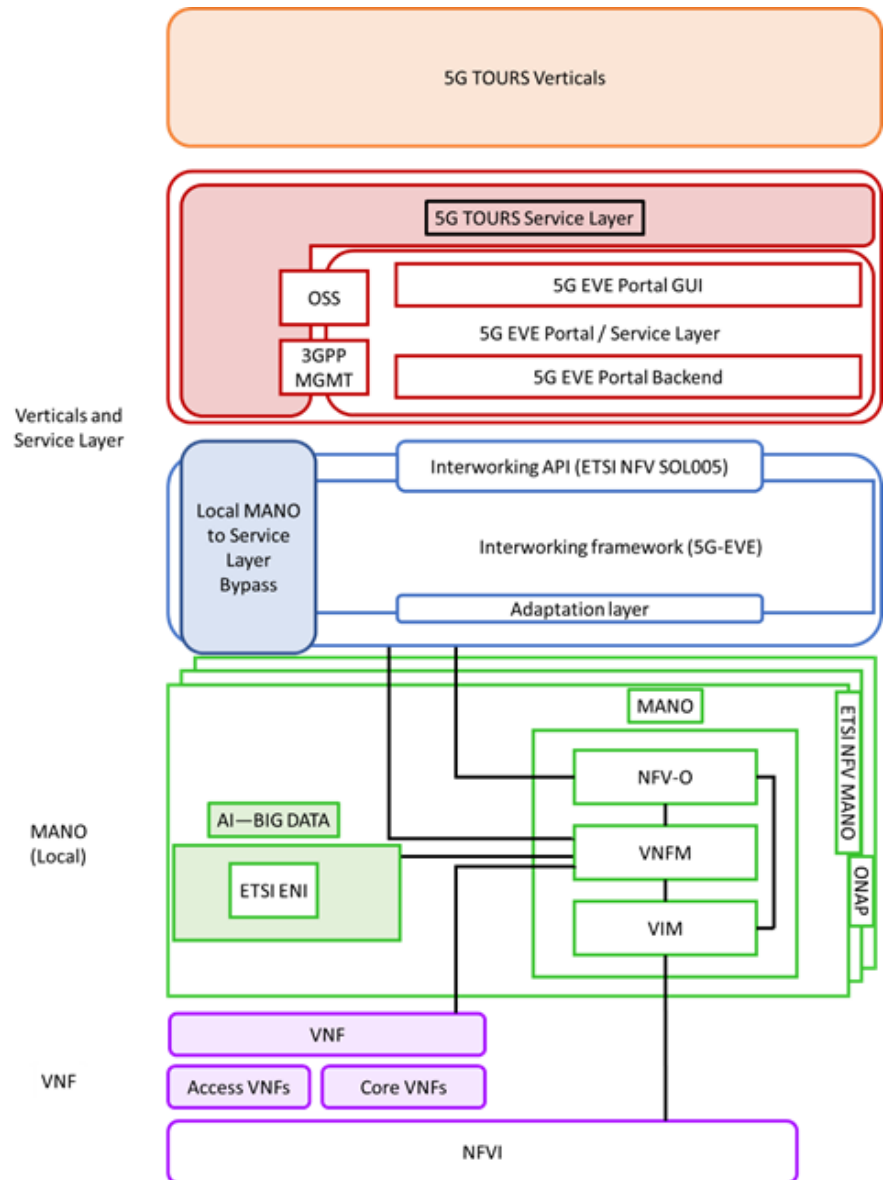 5G TOURS Verticals
5G TOURS Service Layer
OSS
5G EVE Portal GUI
5G EVE Portal / Service Layer
3GPP
MGMT
5G EVE Portal Backend
Verticals and
Service Layer
Interworking API (ETSI NFV SOL005)
Local MANO
to Service
Layer
Bypass
Interworking framework (5G-EVE)
Adaptation layer
MANO
ETSI NFV MANO
NFV-O
AI—BIG DATA
MANO
(Local)
VNFM
ETSI ENI
ONAP
VIM
VNF
VNF
Access VNFs
Core VNFs
NFVI